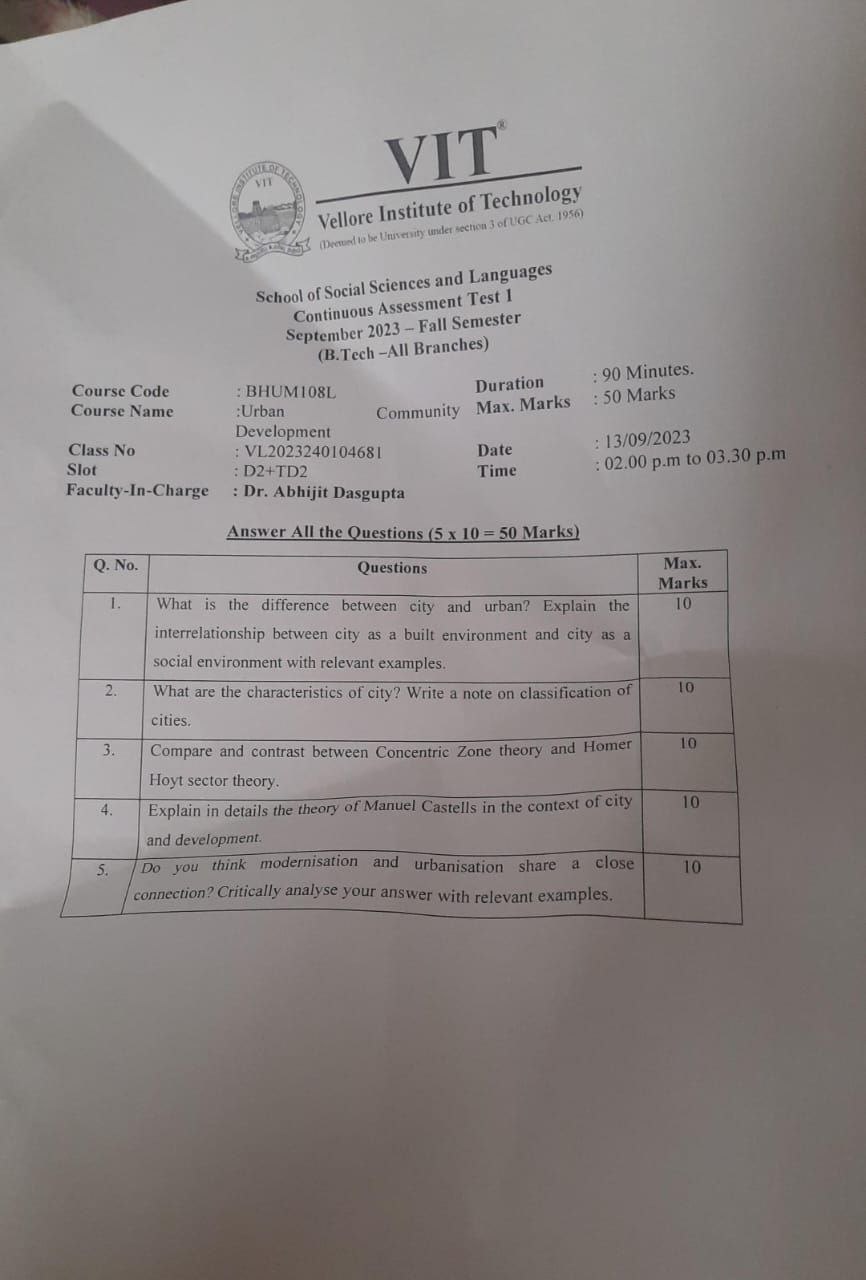 VIT®
VELLORE INSTITUTE OF TECHNOLOGY
VIT
Vellore Institute of Technology
(Deemed to be University under section 3 of UGC Act, 1956)
School of Social Sciences and Languages
Continuous Assessment Test 1
September 2023 – Fall Semester
(B.Tech –All Branches)
Course Code : BHUM108L Duration : 90 Minutes.
Course Name :Urban Community Max. Marks : 50 Marks
Development
Class No : VL2023240104681 Date : 13/09/2023
Slot : D2+TD2 Time : 02.00 p.m to 03.30 p.m
Faculty-In-Charge : Dr. Abhijit Dasgupta
Answer All the Questions (5 x 10 = 50 Marks)
Q. No. Questions Max.
Marks
1. What is the difference between city and urban? Explain the 10
interrelationship between city as a built environment and city as a
social environment with relevant examples.
2. What are the characteristics of city? Write a note on classification of 10
cities.
3. Compare and contrast between Concentric Zone theory and Homer 10
Hoyt sector theory.
4. Explain in details the theory of Manuel Castells in the context of city 10
and development.
5. Do you think modernisation and urbanisation share a close 10
connection? Critically analyse your answer with relevant examples.